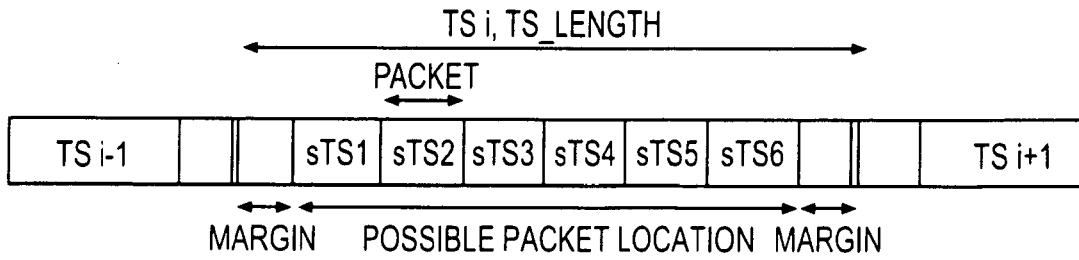 TS i, TS_LENGTH
PACKET
TS i-1 sTS1 sTS2 sTS3 sTS4 sTS5 sTS6 TS i+1
MARGIN POSSIBLE PACKET LOCATION MARGIN